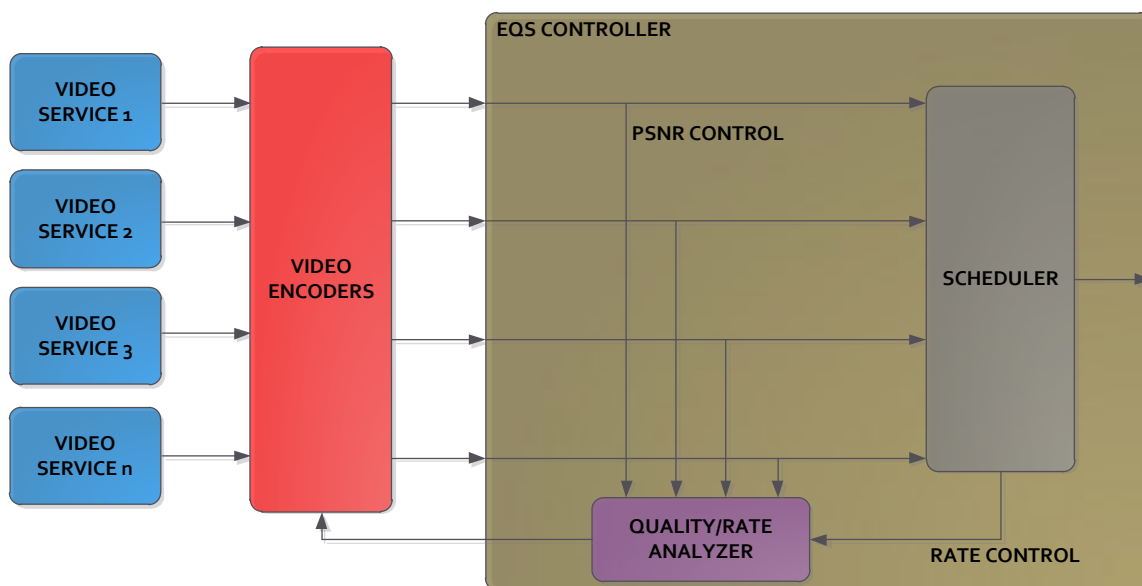 EQS CONTROLLER
VIDEO
SERVICE 1
VIDEO
SERVICE 2
VIDEO
SERVICE 3
VIDEO
SERVICE n
VIDEO
ENCODERS
PSNR CONTROL
SCHEDULER
QUALITY/RATE
ANALYZER
RATE CONTROL